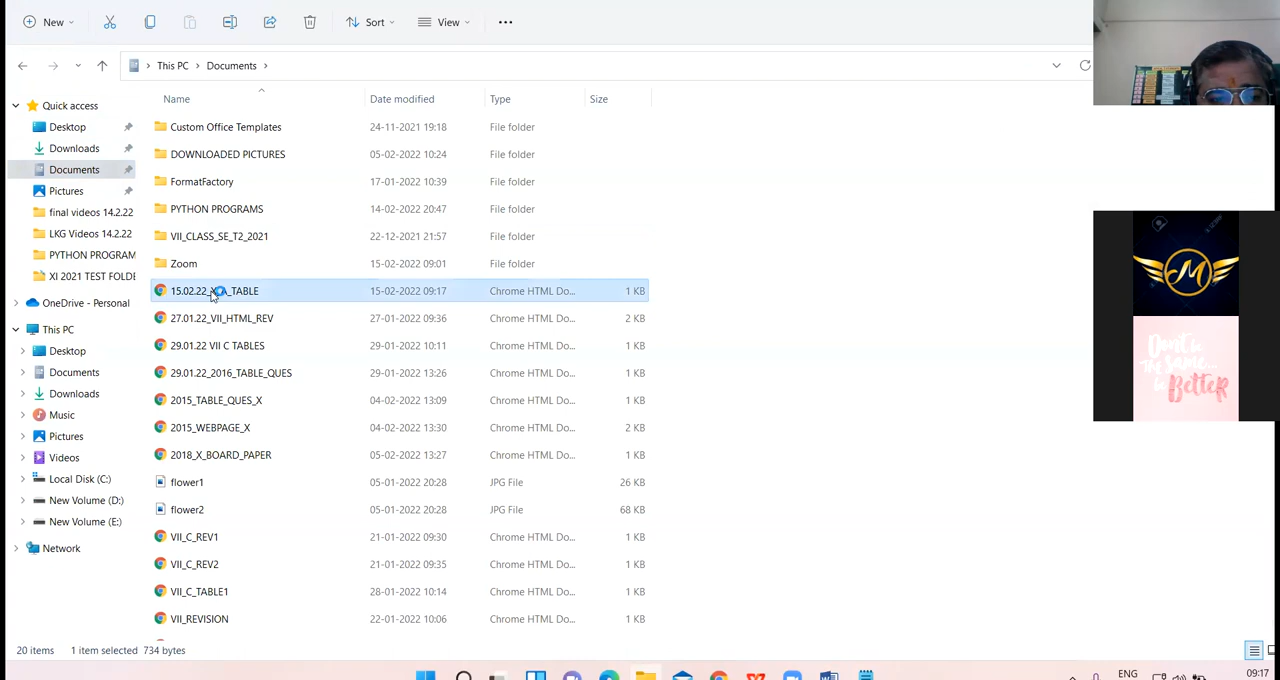 New Sort View
This PC Documents
Name Date modified Type Size
Quick access
Desktop
Downloads
Documents
Pictures
final videos 14.2.22
LKG Videos 14.2.22
PYTHON PROGRAM
XI 2021 TEST FOLDE
OneDrive - Personal
This PC
Desktop
Documents
Downloads
Music
Pictures
Videos
Local Disk (C:)
New Volume (D:)
New Volume (E:)
Network
Custom Office Templates 24-11-2021 19:18 File folder
DOWNLOADED PICTURES 05-02-2022 10:24 File folder
FormatFactory 17-01-2022 10:39 File folder
PYTHON PROGRAMS 14-02-2022 20:47 File folder
VII_CLASS_SE_T2_2021 22-12-2021 21:57 File folder
Zoom 15-02-2022 09:01 File folder
15.02.22 TABLE 15-02-2022 09:17 Chrome HTML Do... 1 KB
27.01.22_VII_HTML_REV 27-01-2022 09:36 Chrome HTML Do... 2 KB
29.01.22 VII C TABLES 29-01-2022 10:11 Chrome HTML Do... 1 KB
29.01.22_2016_TABLE_QUES 29-01-2022 13:26 Chrome HTML Do... 1 KB
2015_TABLE_QUES_X 04-02-2022 13:09 Chrome HTML Do... 1 KB
2015_WEBPAGE_X 04-02-2022 13:30 Chrome HTML Do... 2 KB
2018_X_BOARD_PAPER 05-02-2022 13:27 Chrome HTML Do... 1 KB
flower1 05-01-2022 20:28 JPG File 26 KB
flower2 05-01-2022 20:28 JPG File 68 KB
VII_C_REV1 21-01-2022 09:30 Chrome HTML Do... 1 KB
VII_C_REV2 21-01-2022 09:35 Chrome HTML Do... 1 KB
VII_C_TABLE1 28-01-2022 10:14 Chrome HTML Do... 1 KB
VII_REVISION 22-01-2022 10:06 Chrome HTML Do... 1 KB
20 items 1 item selected 734 bytes
M
Dont be
the same...
be
Better
ENG 09:17